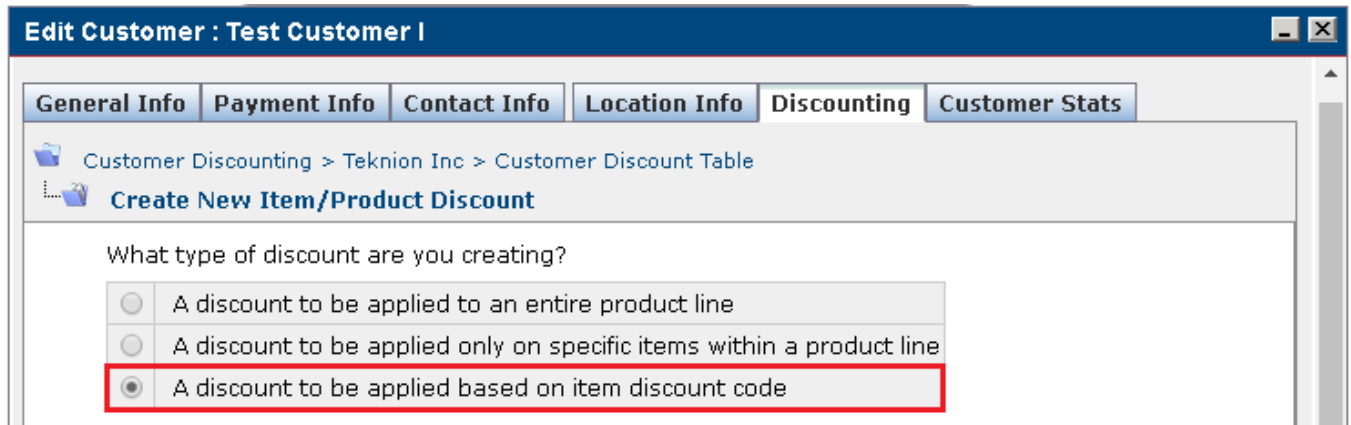 Edit Customer : Test Customer I
General Info Payment Info Contact Info Location Info Discounting Customer Stats
Customer Discounting > Teknion Inc > Customer Discount Table
Create New Item/Product Discount
What type of discount are you creating?
A discount to be applied to an entire product line
A discount to be applied only on specific items within a product line
A discount to be applied based on item discount code